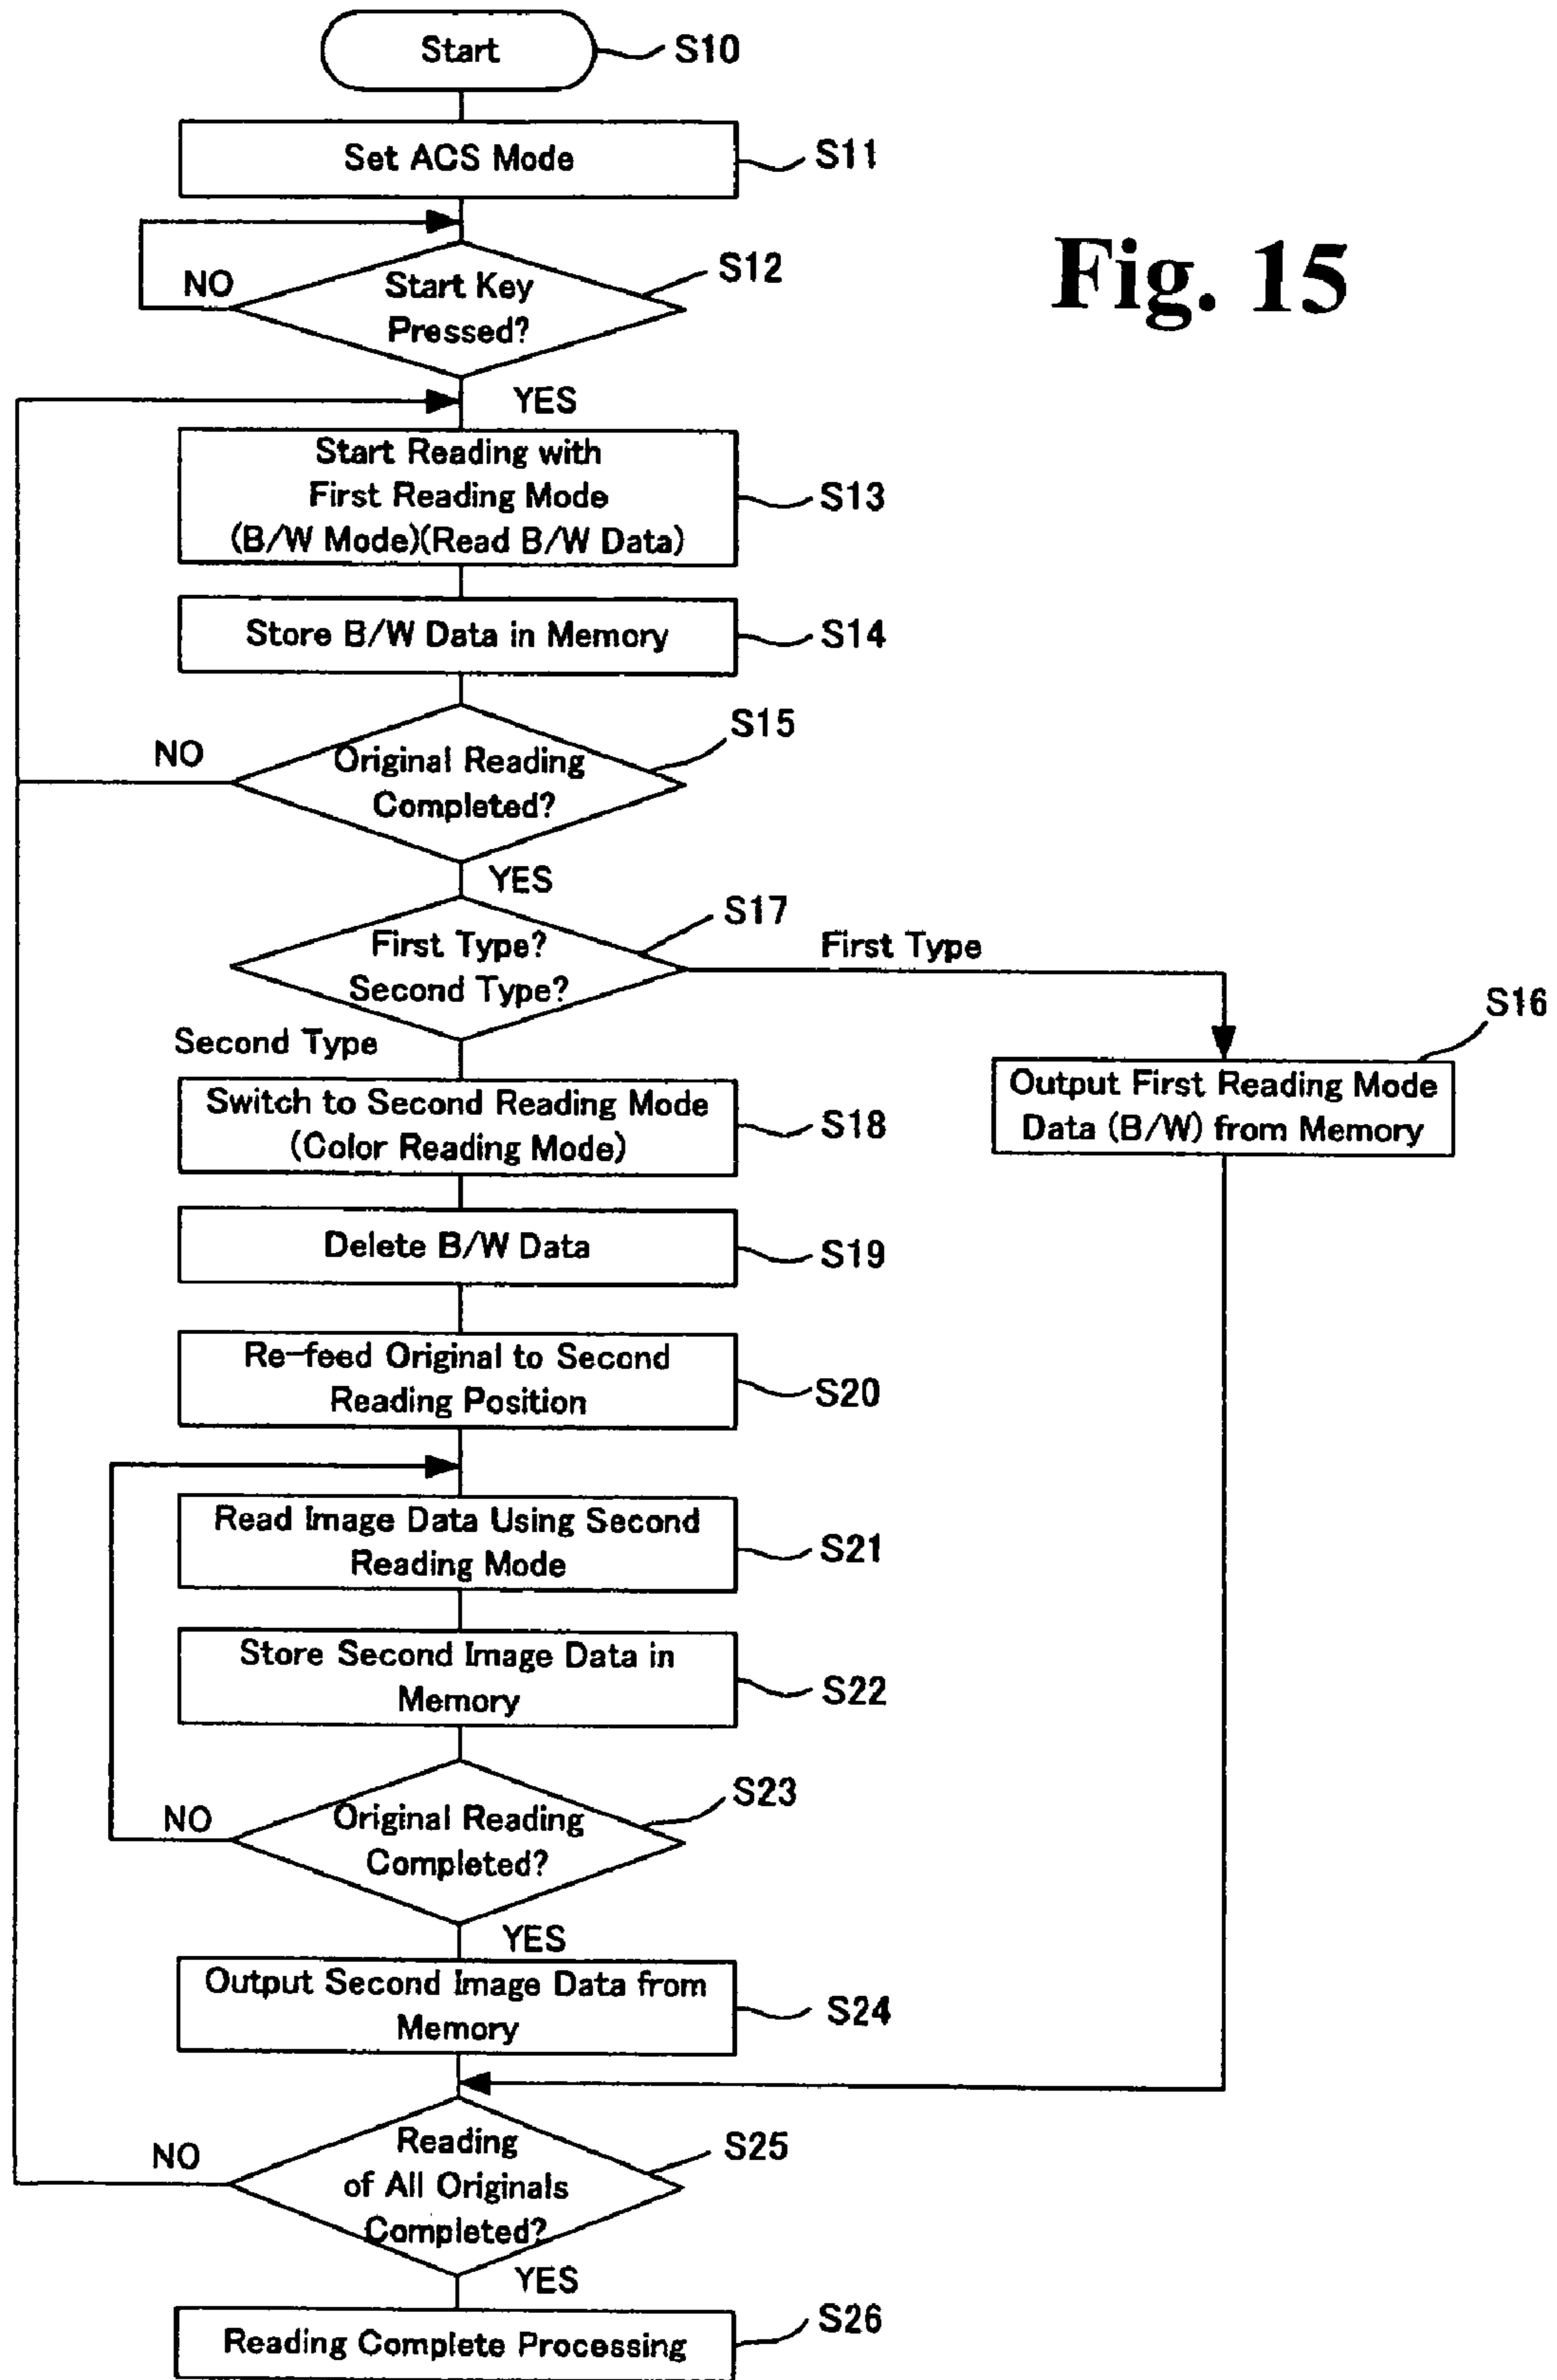 Start
S10
Set ACS Mode
S11
Fig. 15
NO
Start Key
Pressed?
S12
YES
Start Reading with
First Reading Mode
(B/W Mode)(Read B/W Data)
S13
Store B/W Data in Memory
S14
NO
Original Reading
Completed?
S15
YES
First Type?
Second Type?
S17
First Type
Second Type
S16
Output First Reading Mode
Data (B/W) from Memory
Switch to Second Reading Mode
(Color Reading Mode)
S18
Delete B/W Data
S19
Re-feed Original to Second
Reading Position
S20
Read Image Data Using Second
Reading Mode
S21
Store Second Image Data in
Memory
S22
NO
Original Reading
Completed?
S23
YES
Output Second Image Data from
Memory
S24
NO
Reading
of All Originals
Completed?
S25
YES
Reading Complete Processing
S26